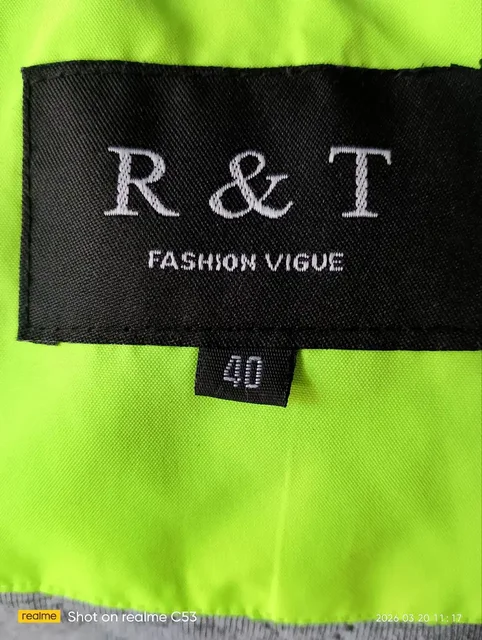 R & T
FASHION VIGUE
40
realme Shot on realme C53
2026-03-20 11:17